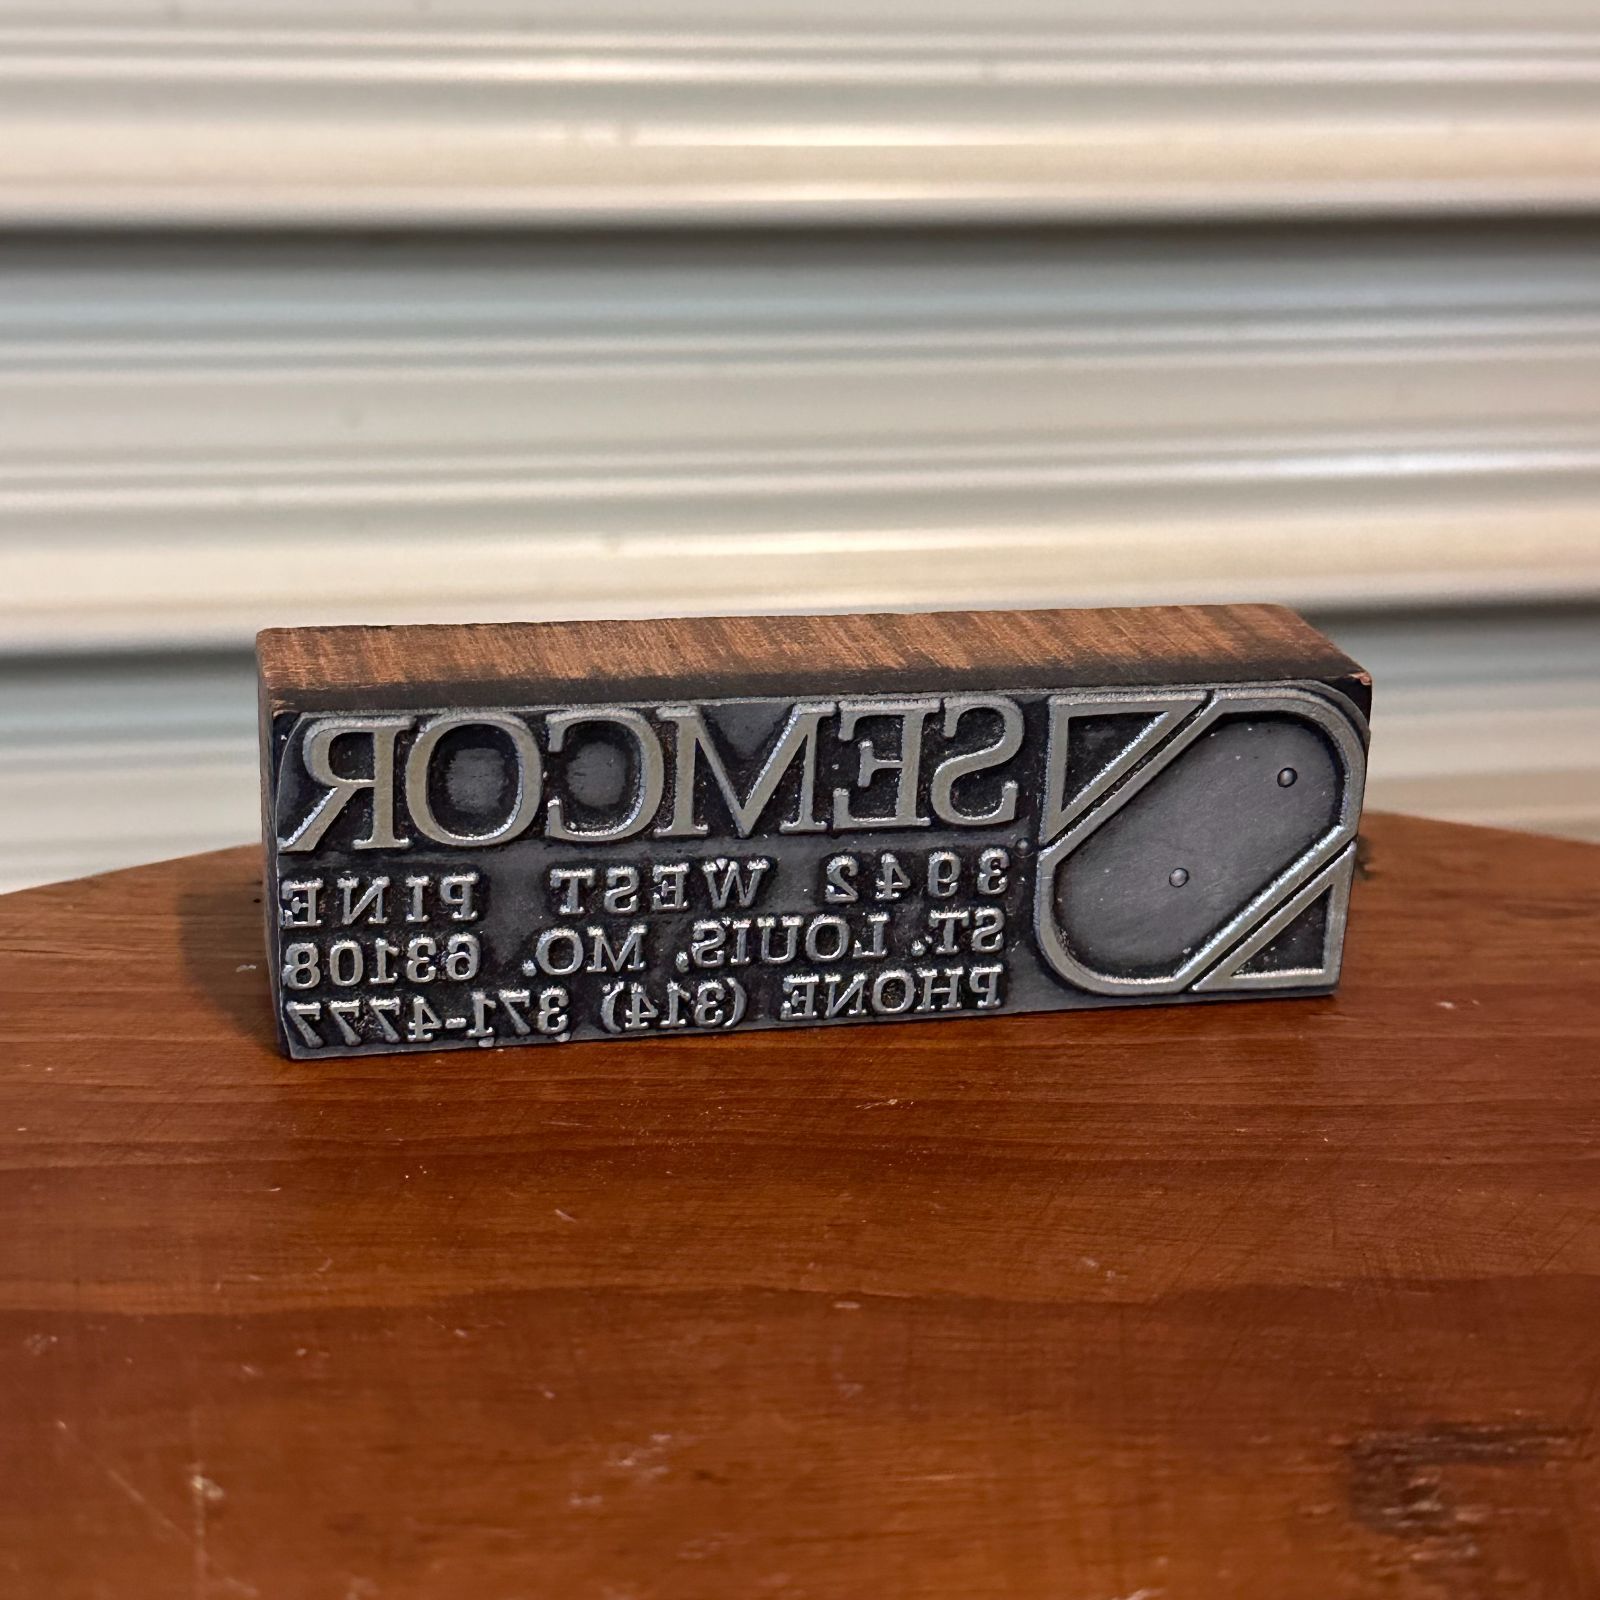 SEMCOR
3942 WEST PINE
ST. LOUIS, MO. 63108
PHONE (314) 371-4777